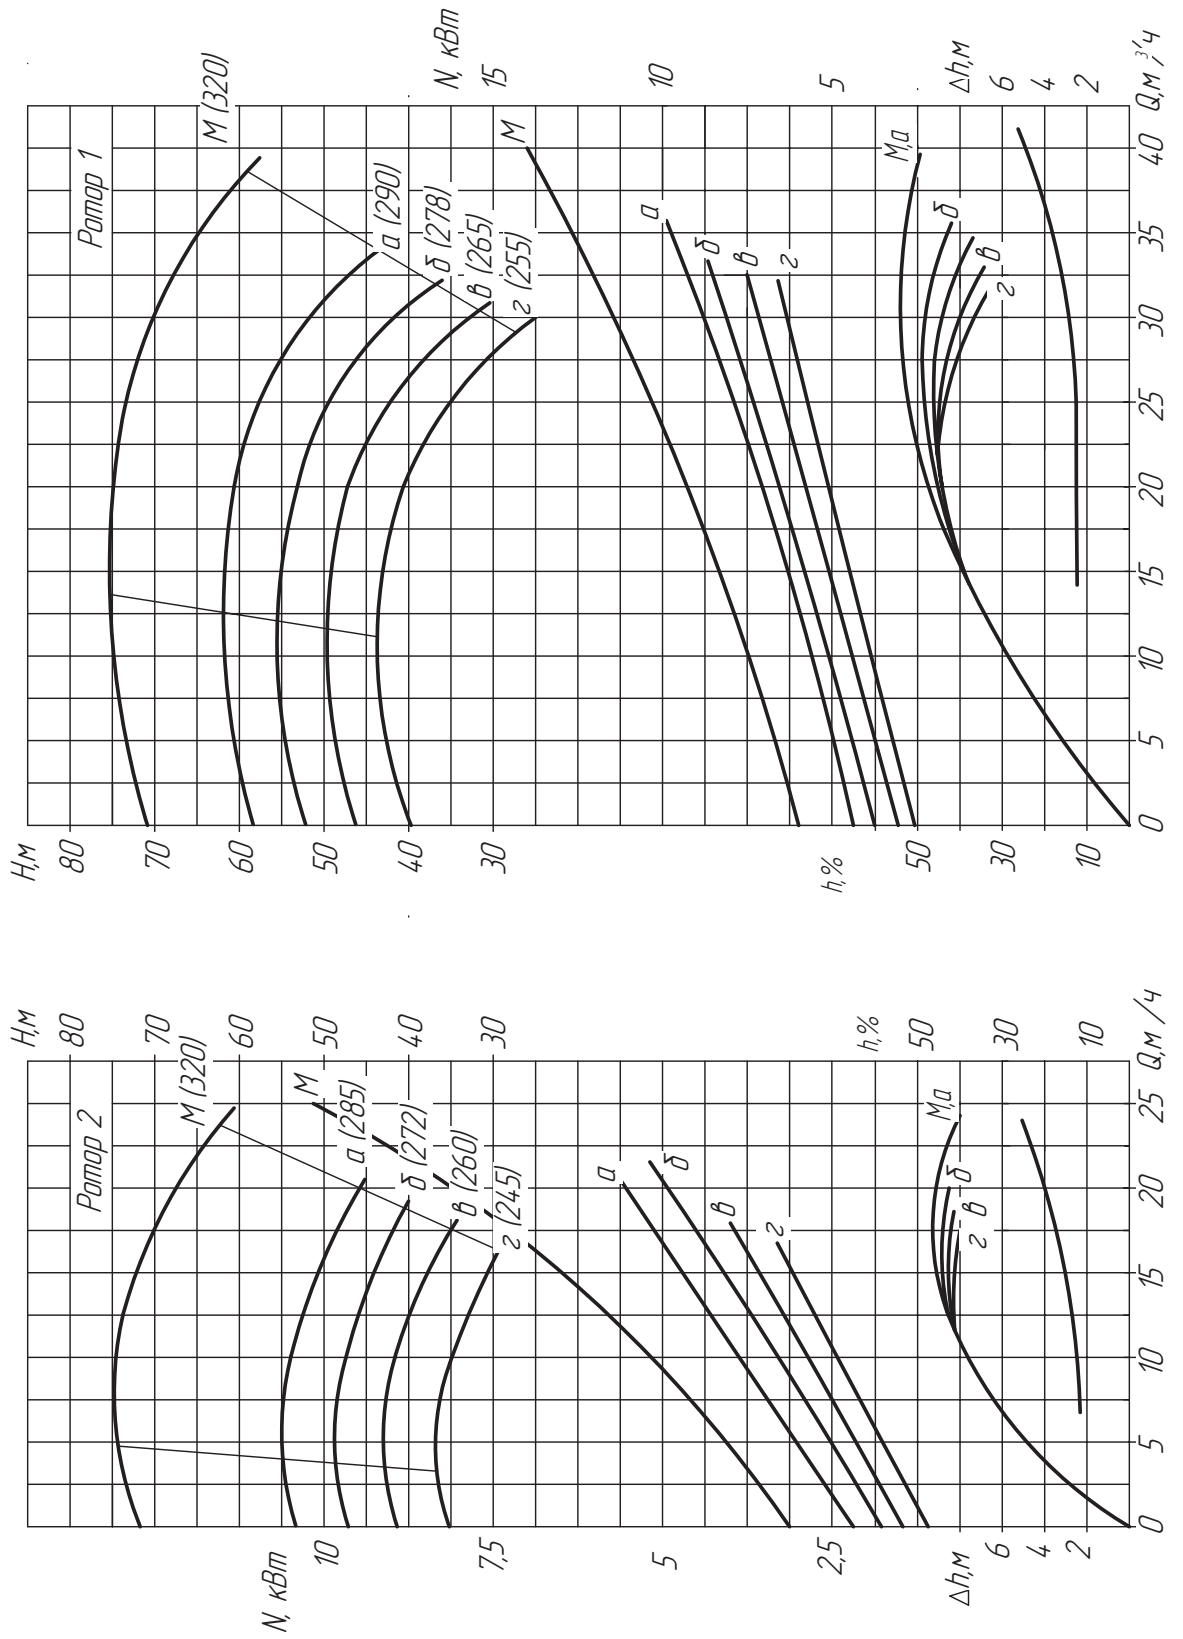 H,м
80
70
60
50
40
30
h,%
50
30
10
Ротор 1
М (320)
а (290)
б (278)
в (265)
г (255)
М
а
б
в
г
М,а
б
в
г
N, кВт
15
10
5
Δh,м
6
4
2
0
5
10
15
20
25
30
35
40
Q,м³/ч
N, кВт
10
7,5
5
2,5
Δh,м
6
4
2
Ротор 2
М (320)
М
а (285)
б (272)
в (260)
г (245)
а
б
в
г
М,а
б
в
г
H,м
80
70
60
50
40
30
h,%
50
30
10
0
5
10
15
20
25
Q,м /ч